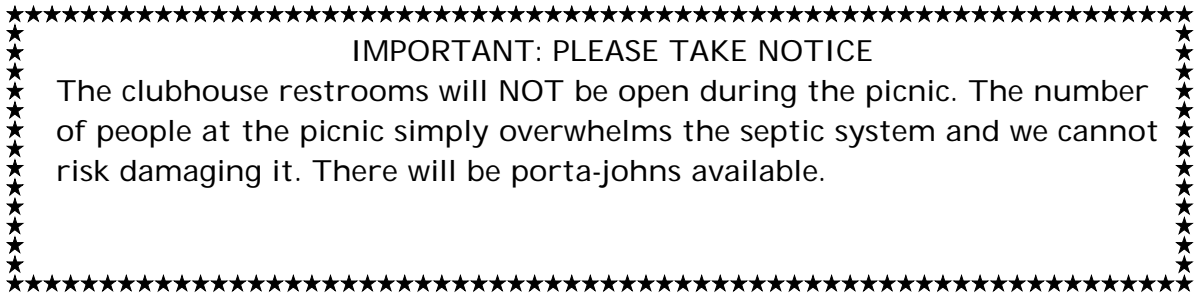 IMPORTANT: PLEASE TAKE NOTICE
The clubhouse restrooms will NOT be open during the picnic. The number
of people at the picnic simply overwhelms the septic system and we cannot
risk damaging it. There will be porta-johns available.